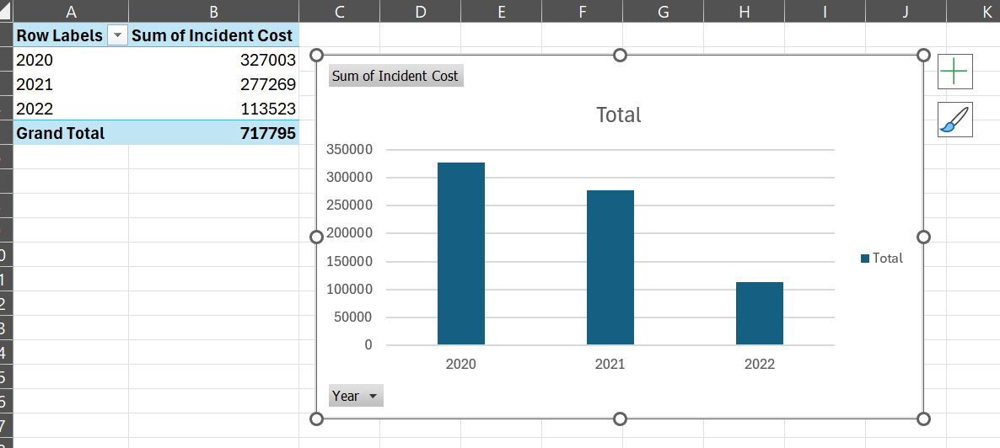 A B C D E F G H I J K
Row Labels Sum of Incident Cost
2020 327003
2021 277269
2022 113523
Grand Total 717795
Sum of Incident Cost
Total
350000
300000
250000
200000
150000
100000
50000
0
2020 2021 2022
Total
Year